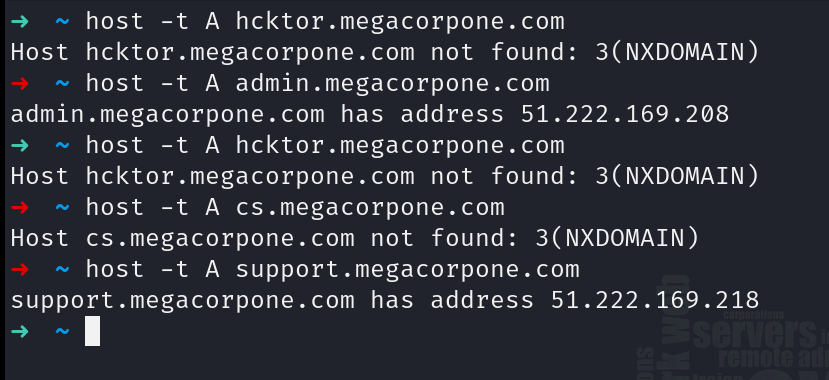 ➜ ~ host -t A hcktor.megacorpone.com
Host hcktor.megacorpone.com not found: 3(NXDOMAIN)
➜ ~ host -t A admin.megacorpone.com
admin.megacorpone.com has address 51.222.169.208
➜ ~ host -t A hcktor.megacorpone.com
Host hcktor.megacorpone.com not found: 3(NXDOMAIN)
➜ ~ host -t A cs.megacorpone.com
Host cs.megacorpone.com not found: 3(NXDOMAIN)
➜ ~ host -t A support.megacorpone.com
support.megacorpone.com has address 51.222.169.218
➜ ~
corporations
servers
remote